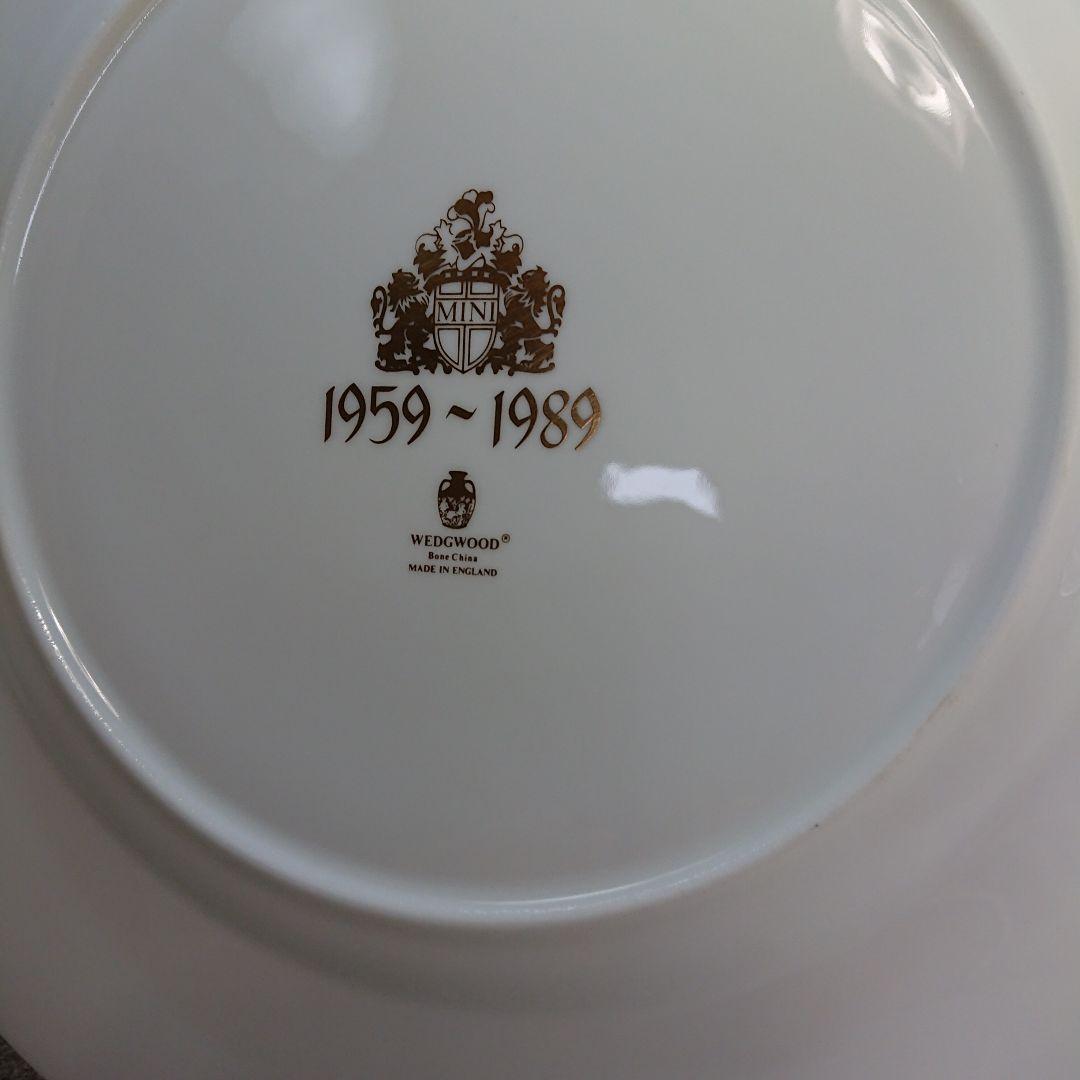 MINI
1959 ~ 1989
WEDGWOOD®
Bone China
MADE IN ENGLAND